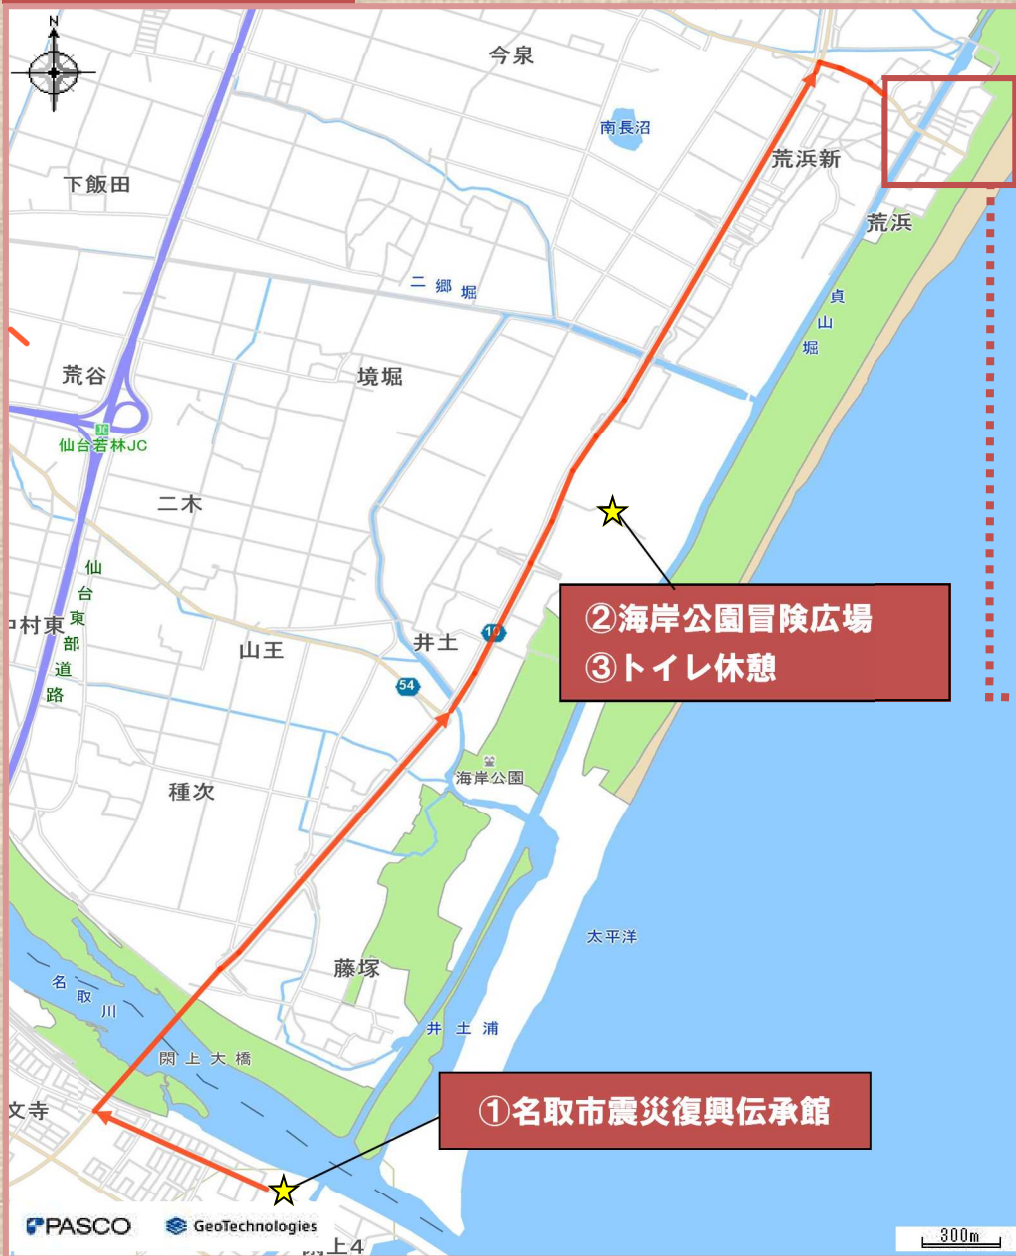 N
今泉
南長沼
荒浜新
下飯田
荒浜
二郷堀
貞山堀
荒谷
境堀
仙台若林JC
二木
仙台東部道路
②海岸公園冒険広場
③トイレ休憩
中村東
山王
井土
10
54
海岸公園
種次
太平洋
藤塚
名取川
井土浦
閖上大橋
文寺
①名取市震災復興伝承館
PASCO
GeoTechnologies
閖上4
300m